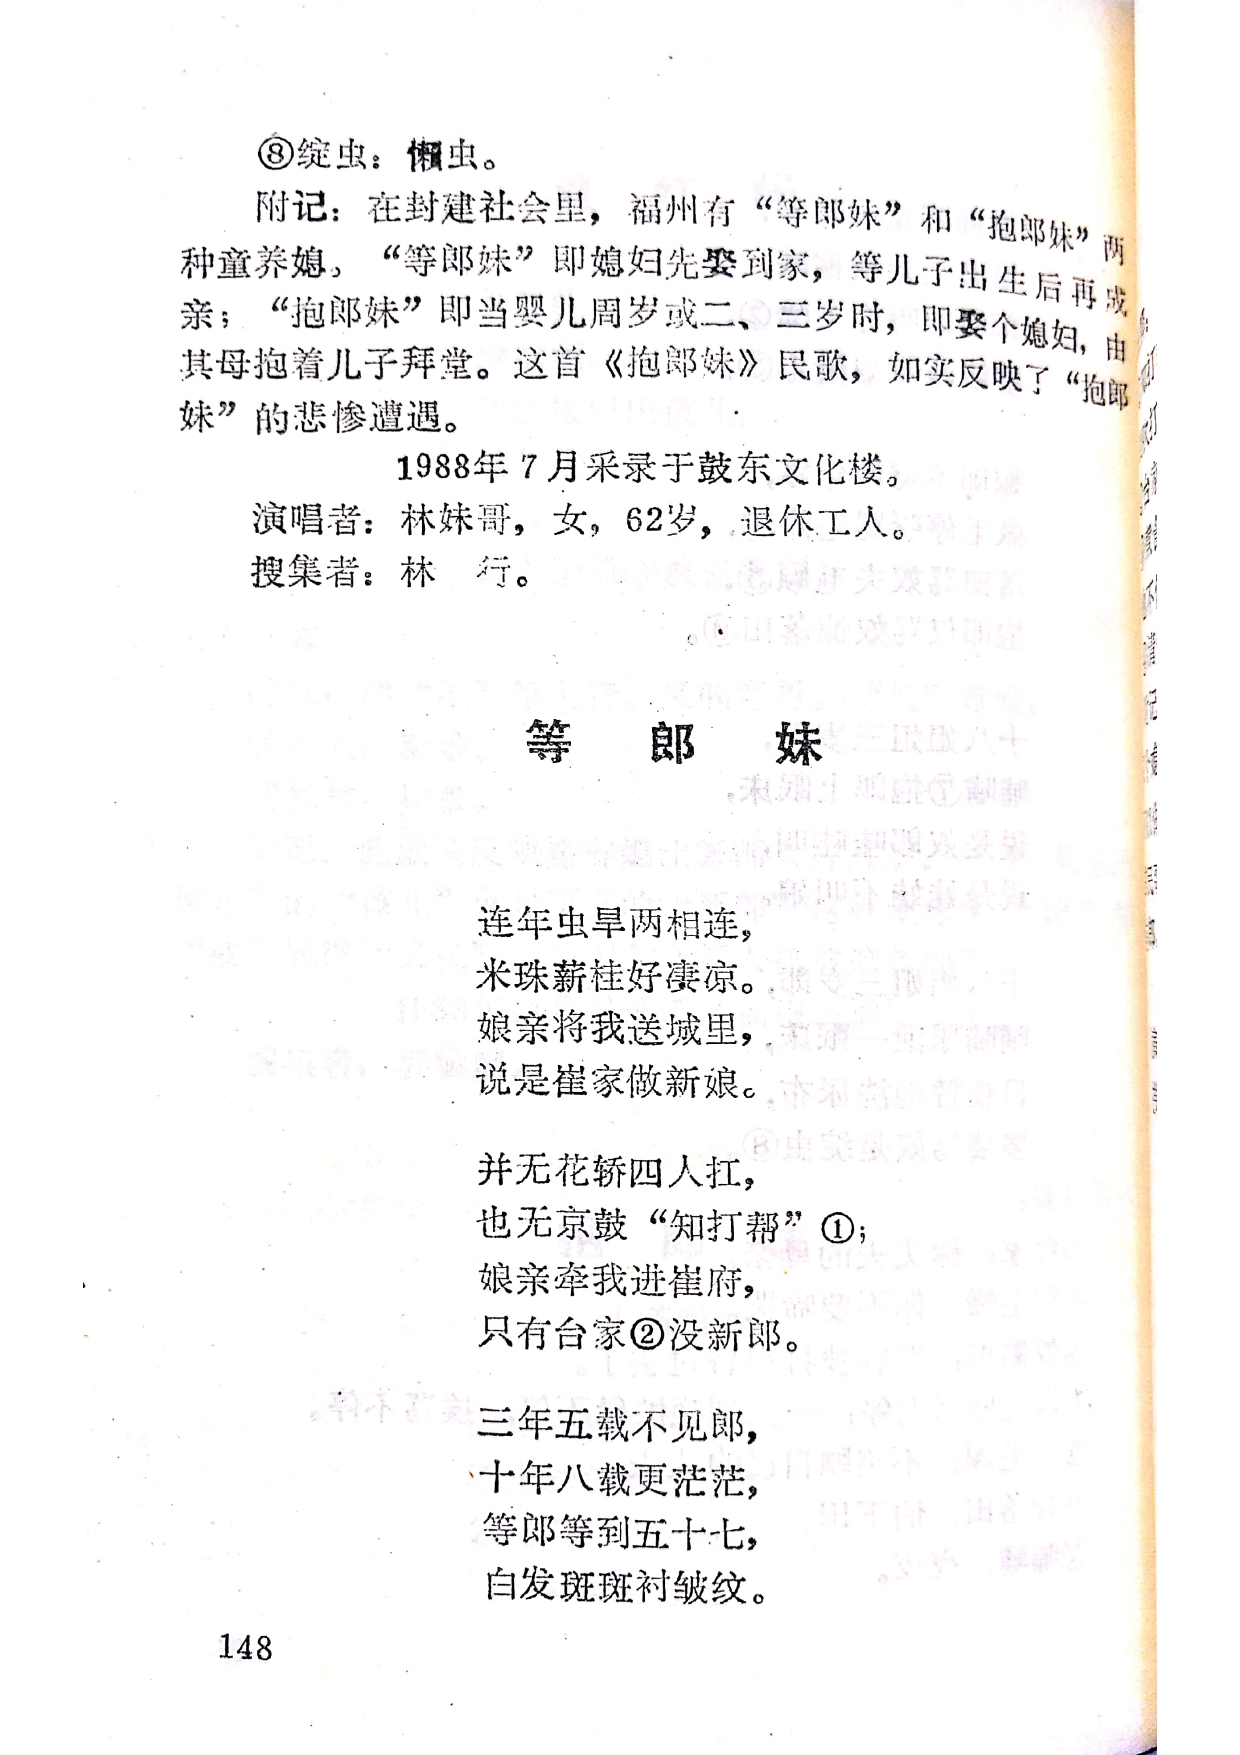 ⑧绽虫：懒虫。
附记：在封建社会里，福州有“等郎妹”和“抱郎妹”两
种童养媳。“等郎妹”即媳妇先娶到家，等儿子出生后再成
亲；“抱郎妹”即当婴儿周岁或二、三岁时，即娶个媳妇，由
其母抱着儿子拜堂。这首《抱郎妹》民歌，如实反映了“抱郎
妹”的悲惨遭遇。
1988年7月采录于鼓东文化楼。
演唱者：林妹哥，女，62岁，退休工人。
搜集者：林　行。
等　郎　妹
连年虫旱两相连，
米珠薪桂好凄凉。
娘亲将我送城里，
说是崔家做新娘。
并无花轿四人扛，
也无京鼓“知打帮”①；
娘亲牵我进崔府，
只有台家②没新郎。
三年五载不见郎，
十年八载更茫茫，
等郎等到五十七，
白发斑斑衬皱纹。
148